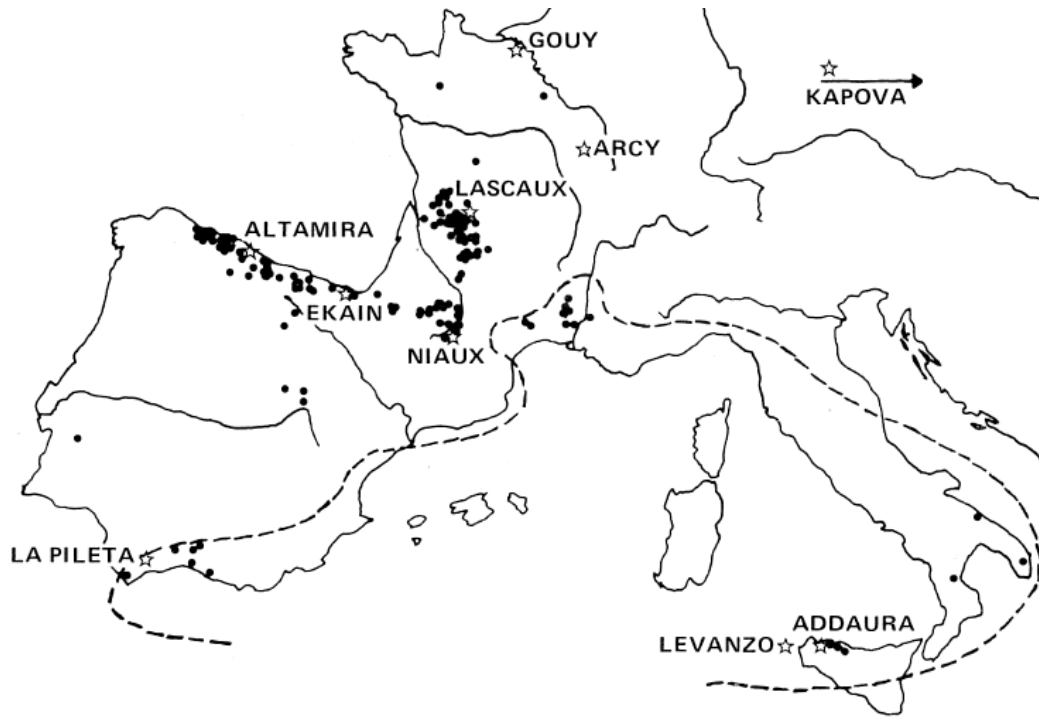 GOUY
KAPOVA
ARCY
LASCAUX
ALTAMIRA
EKAIN
NIAUX
LA PILETA
ADDAURA
LEVANZO